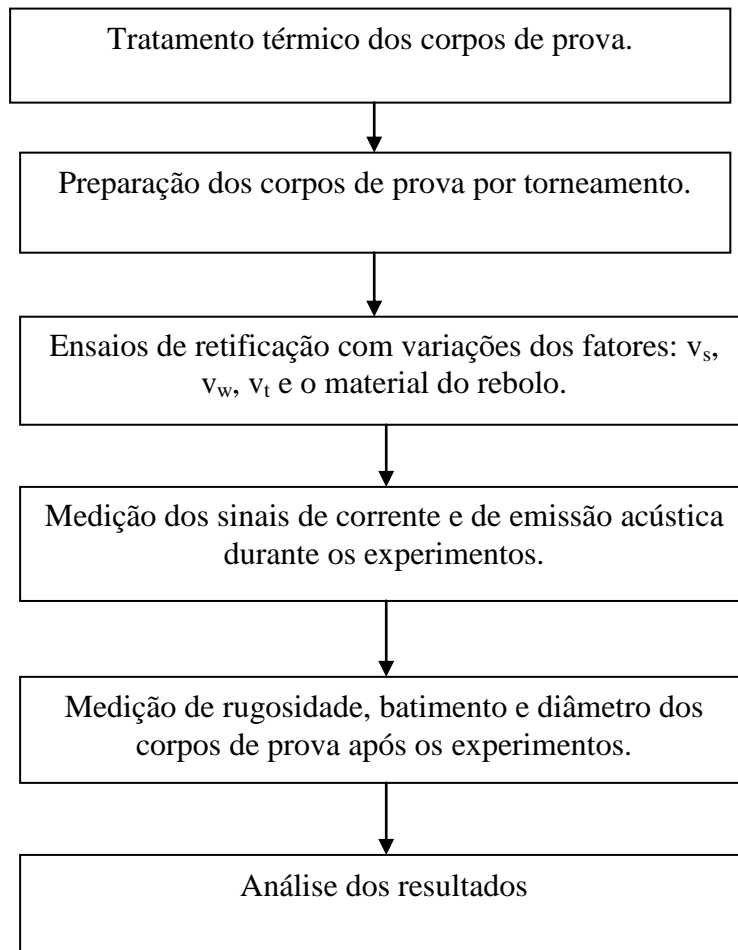 Tratamento térmico dos corpos de prova.
Preparação dos corpos de prova por torneamento.
Ensaios de retificação com variações dos fatores: vₛ,
v_w, vₜ e o material do rebolo.
Medição dos sinais de corrente e de emissão acústica
durante os experimentos.
Medição de rugosidade, batimento e diâmetro dos
corpos de prova após os experimentos.
Análise dos resultados